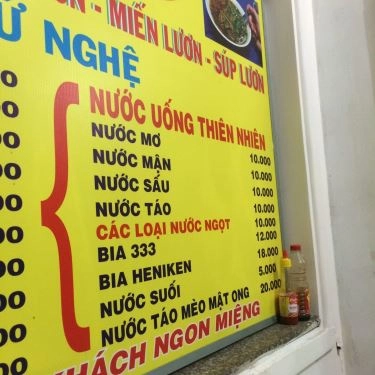 - MIẾN LƯƠN - SÚP LƯƠN
NGHỆ
NƯỚC UỐNG THIÊN NHIÊN
NƯỚC MƠ 10.000
NƯỚC MẬN 10.000
NƯỚC SẤU 10.000
NƯỚC TÁO 10.000
CÁC LOẠI NƯỚC NGỌT 10.000
BIA 333 12.000
BIA HENIKEN 18.000
NƯỚC SUỐI 5.000
NƯỚC TÁO MÈO MẬT ONG 20.000
KHÁCH NGON MIỆNG